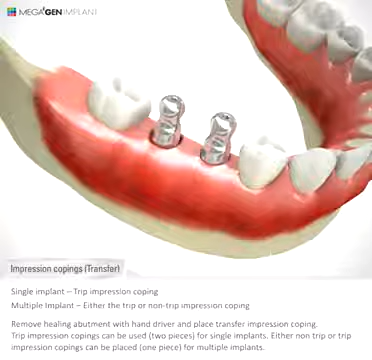 MEGA'GEN IMPLANT
Impression copings (Transfer)
Single implant – Trip impression coping
Multiple Implant – Either the trip or non-trip impression coping
Remove healing abutment with hand driver and place transfer impression coping.
Trip impression copings can be used (two pieces) for single implants. Either non trip or trip
impression copings can be placed (one piece) for multiple implants.